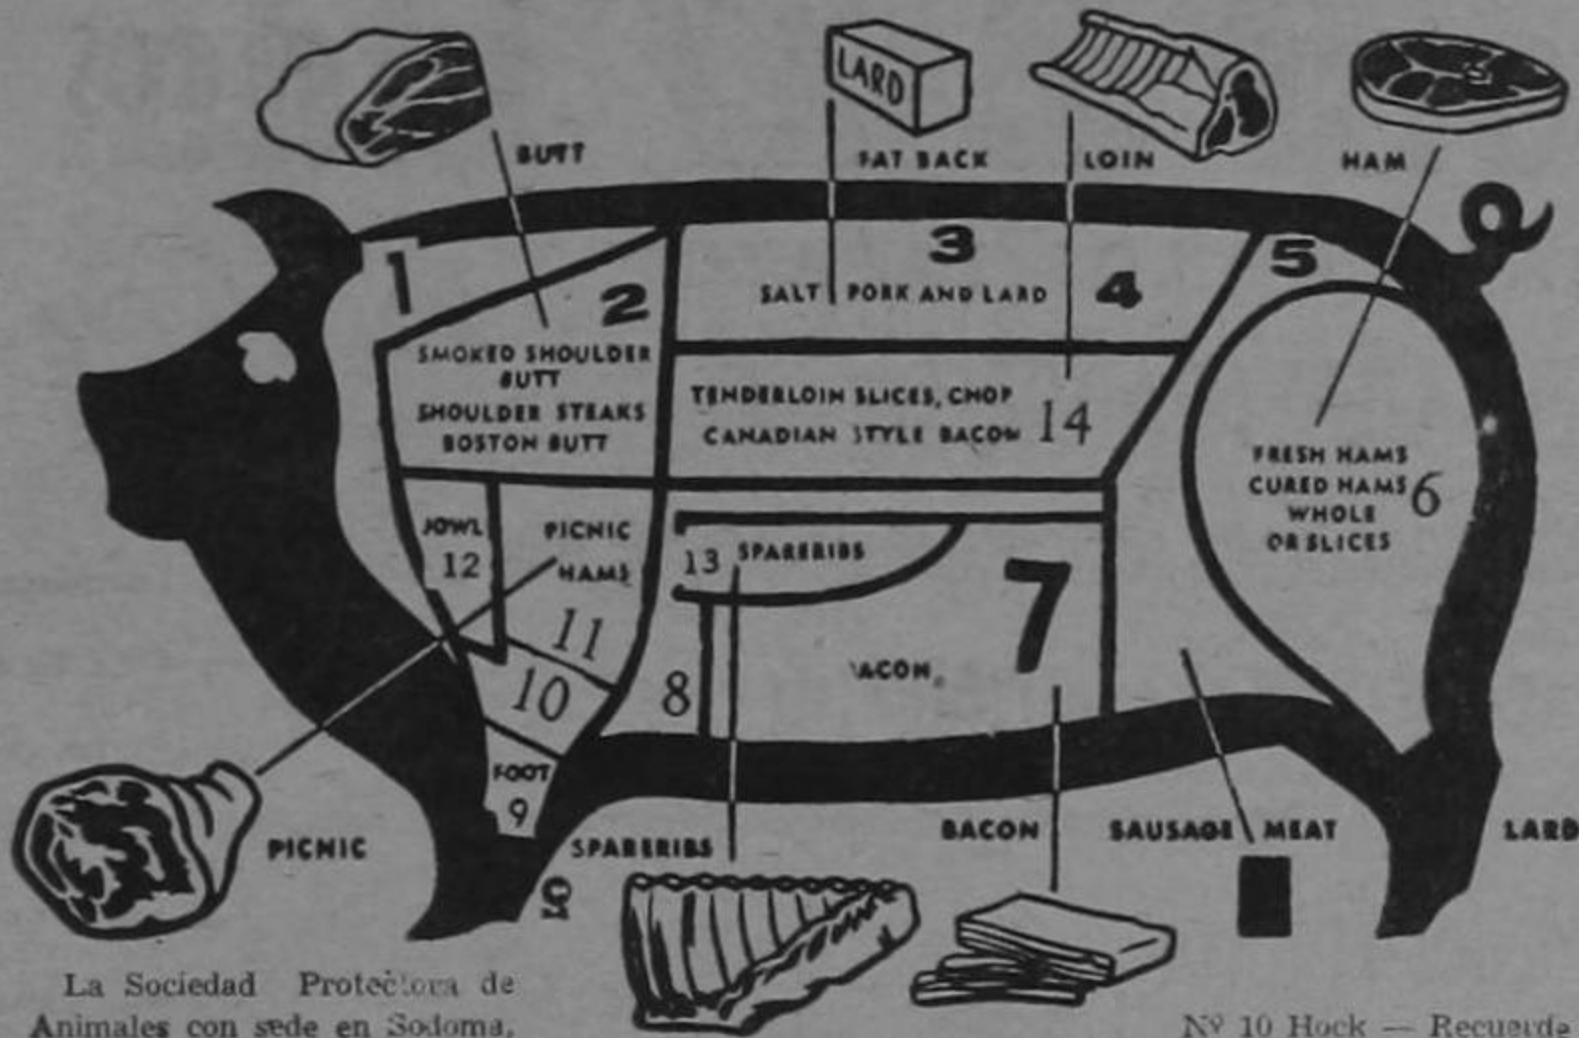 LARD
BUTT
FAT BACK
LOIN
HAM
1
2
3
4
5
SALT PORK AND LARD
SMOKED SHOULDER
BUTT
SHOULDER STEAKS
BOSTON BUTT
TENDERLOIN SLICES, CHOP
CANADIAN STYLE BACON
14
FRESH HAMS
CURED HAMS
WHOLE
OR SLICES
6
JOWL
12
PICNIC
HAMS
11
13
SPARERIBS
7
ACON
8
10
FOOT
9
PICNIC
SPARERIBS
BACON
SAUSAGE MEAT
LARD
5
La Sociedad Protectora de
Animales con sede en Sodoma,
Nº 10 Hock — Recuerde